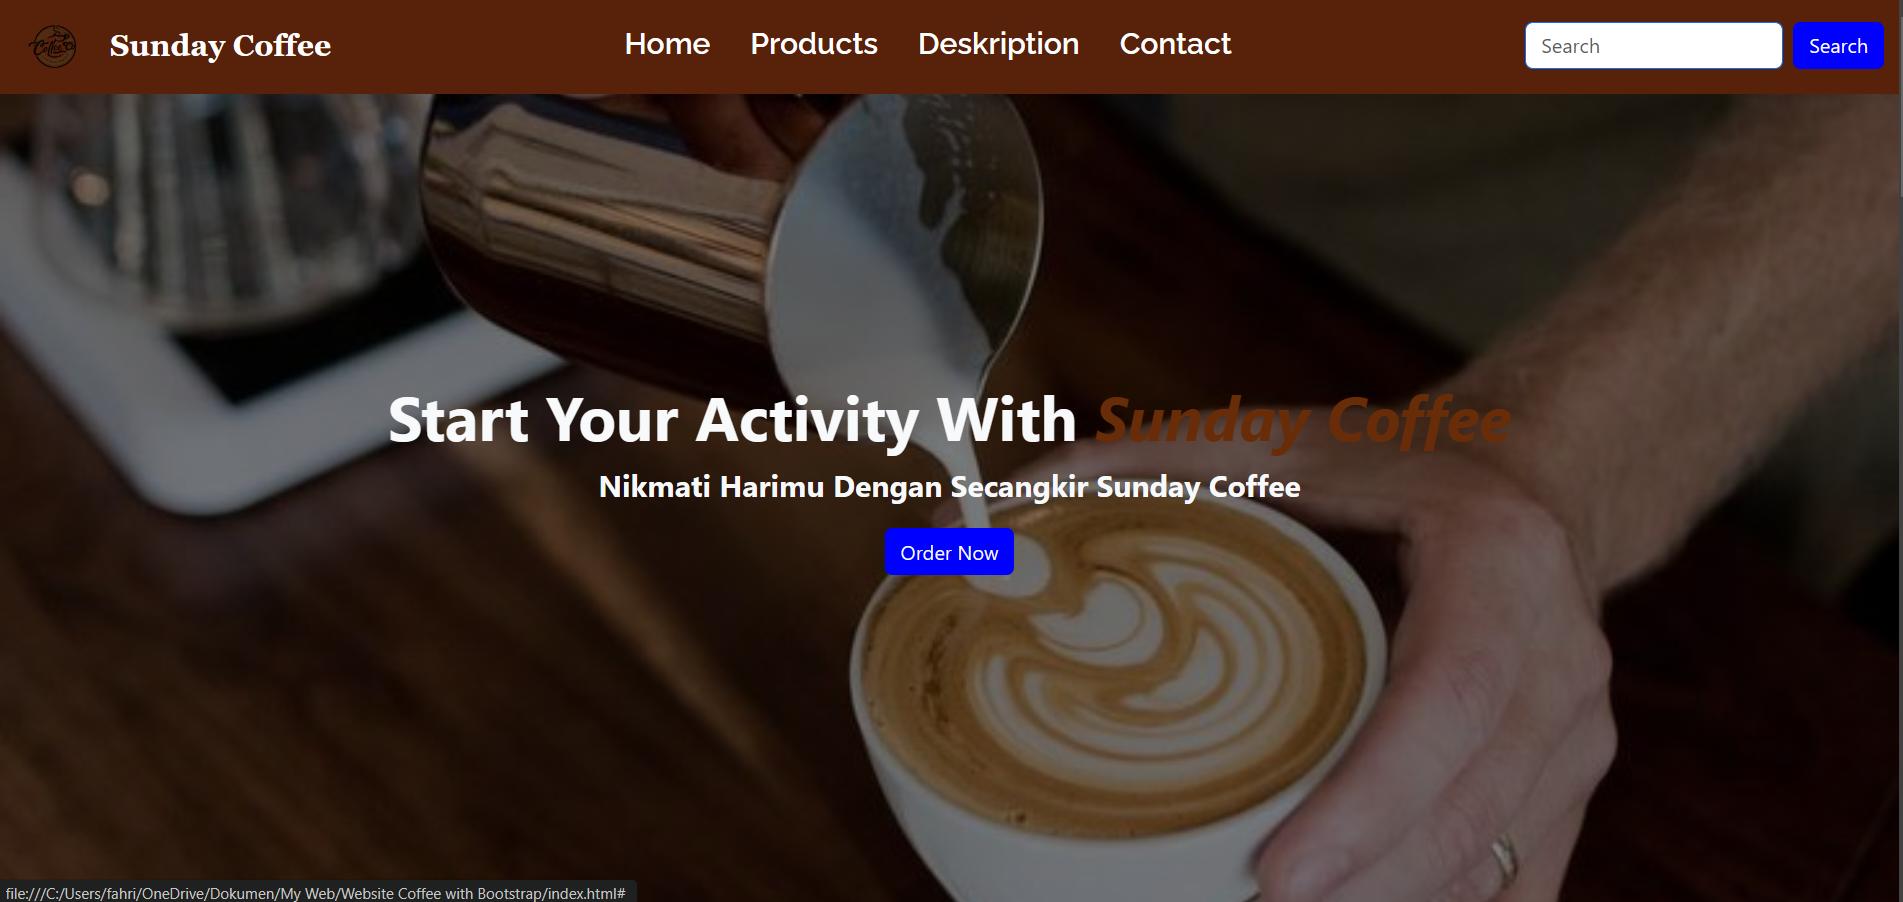 Coffee
Sunday Coffee
Home Products Deskription Contact
Search Search
Start Your Activity With Sunday Coffee
Nikmati Harimu Dengan Secangkir Sunday Coffee
Order Now
file:///C:/Users/fahri/OneDrive/Dokumen/My Web/Website Coffee with Bootstrap/index.html#